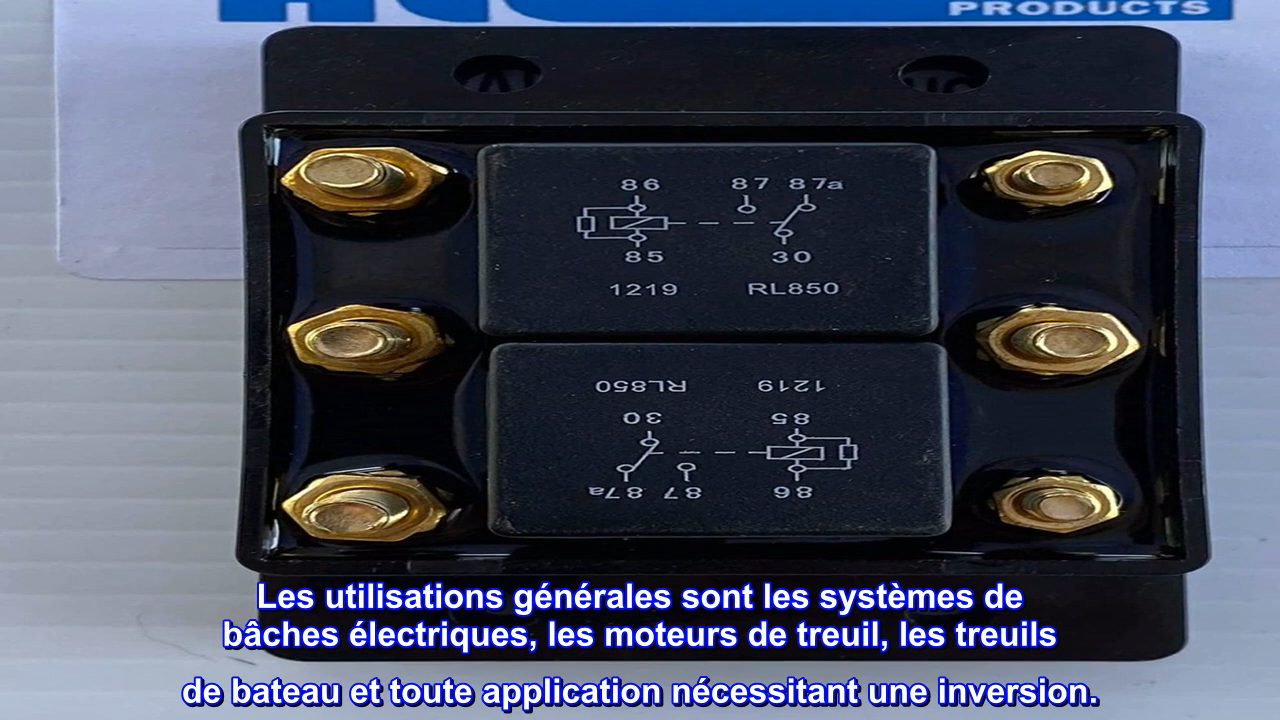 PRODUCTS
86 87 87a
85 30
1219 RL850
RL850 1219
30 85
87a 87 86
Les utilisations générales sont les systèmes de
bâches électriques, les moteurs de treuil, les treuils
de bateau et toute application nécessitant une inversion.